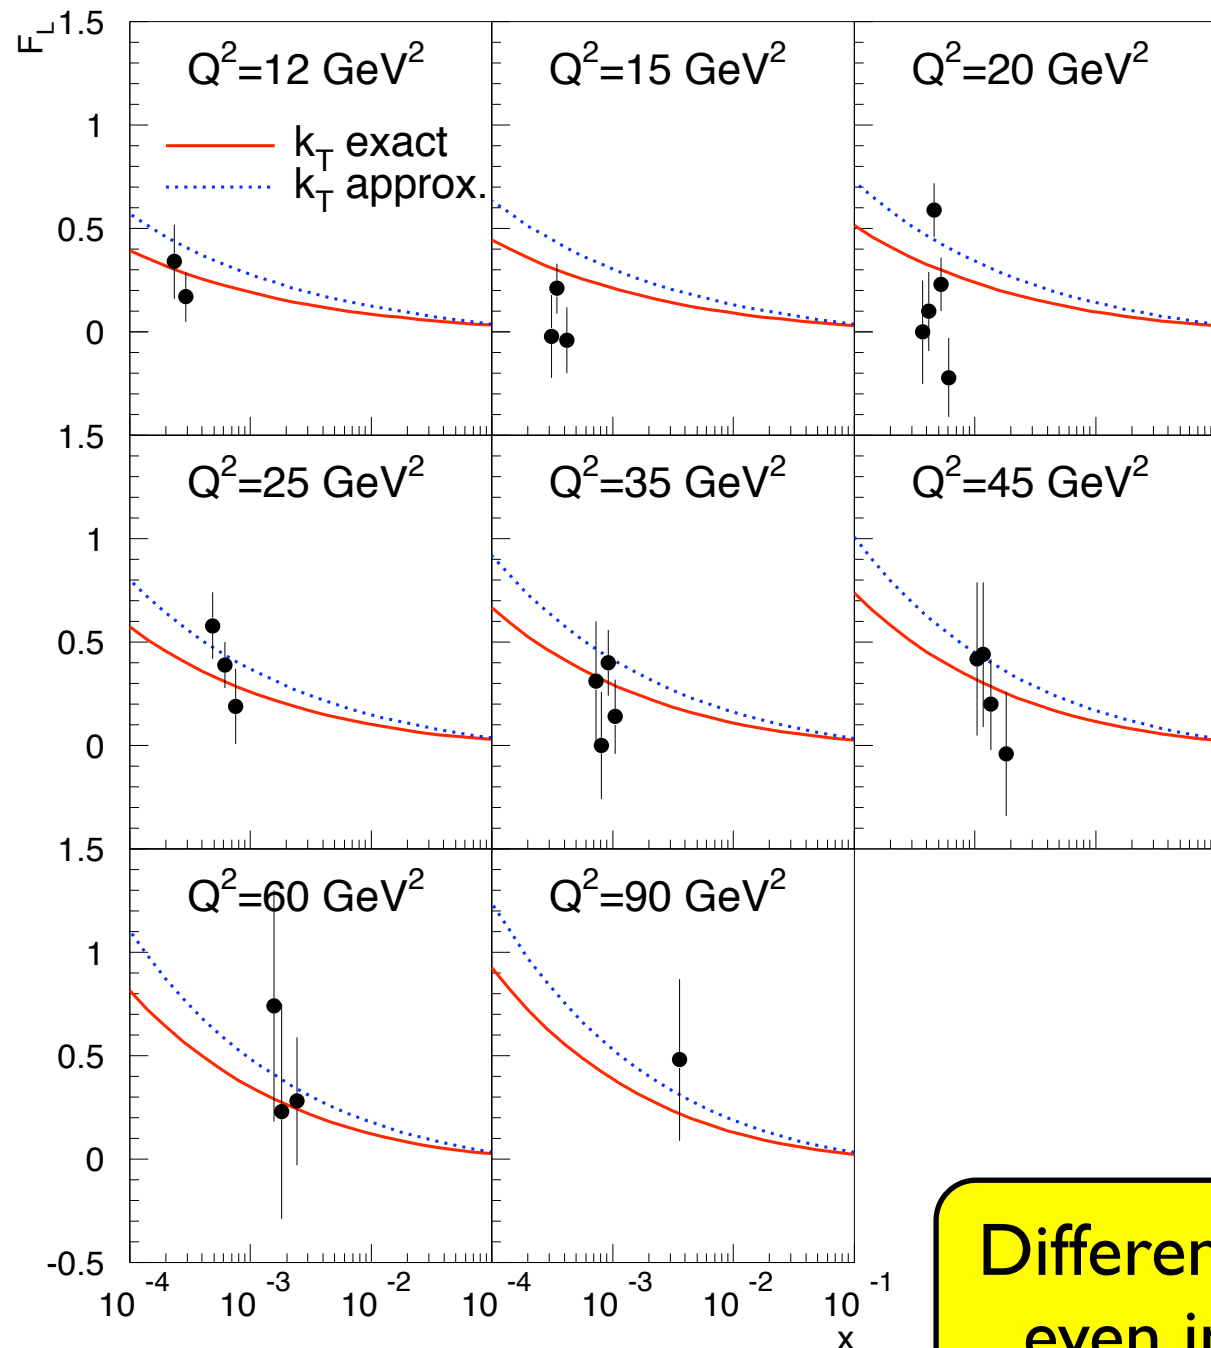 F_L
1.5
Q²=12 GeV²
Q²=15 GeV²
Q²=20 GeV²
1
k_T exact
k_T approx.
0.5
0
1.5
Q²=25 GeV²
Q²=35 GeV²
Q²=45 GeV²
1
0.5
0
1.5
Q²=60 GeV²
Q²=90 GeV²
1
0.5
0
-0.5
10⁻⁴ 10⁻³ 10⁻² 10⁻⁴ 10⁻³ 10⁻² 10⁻¹
x
Differen
even in